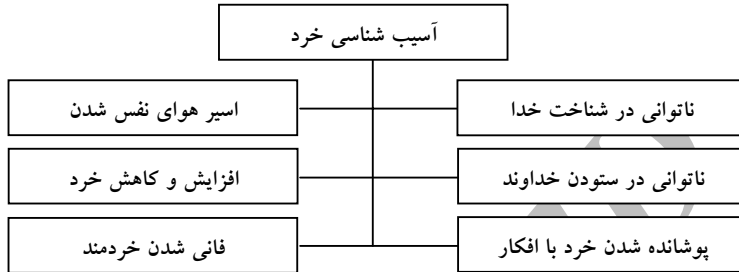 آسیب شناسی خرد
ناتوانی در شناخت خدا
اسیر هوای نفس شدن
ناتوانی در ستودن خداوند
افزایش و کاهش خرد
پوشانده شدن خرد با افکار
فانی شدن خردمند